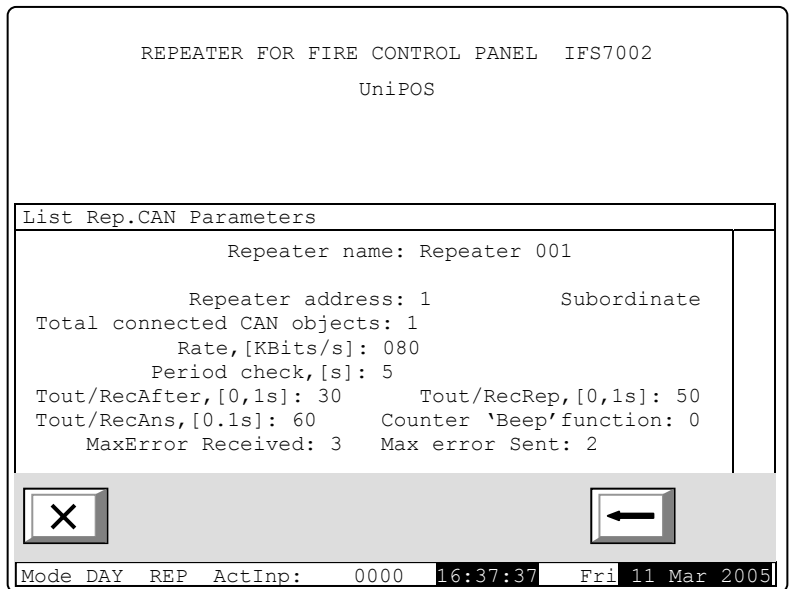 REPEATER FOR FIRE CONTROL PANEL IFS7002
UniPOS
List Rep.CAN Parameters
Repeater name: Repeater 001
Repeater address: 1 Subordinate
Total connected CAN objects: 1
Rate,[KBits/s]: 080
Period check,[s]: 5
Tout/RecAfter,[0,1s]: 30 Tout/RecRep,[0,1s]: 50
Tout/RecAns,[0.1s]: 60 Counter ‘Beep’function: 0
MaxError Received: 3 Max error Sent: 2
Mode DAY REP ActInp: 0000 16:37:37 Fri 11 Mar 2005